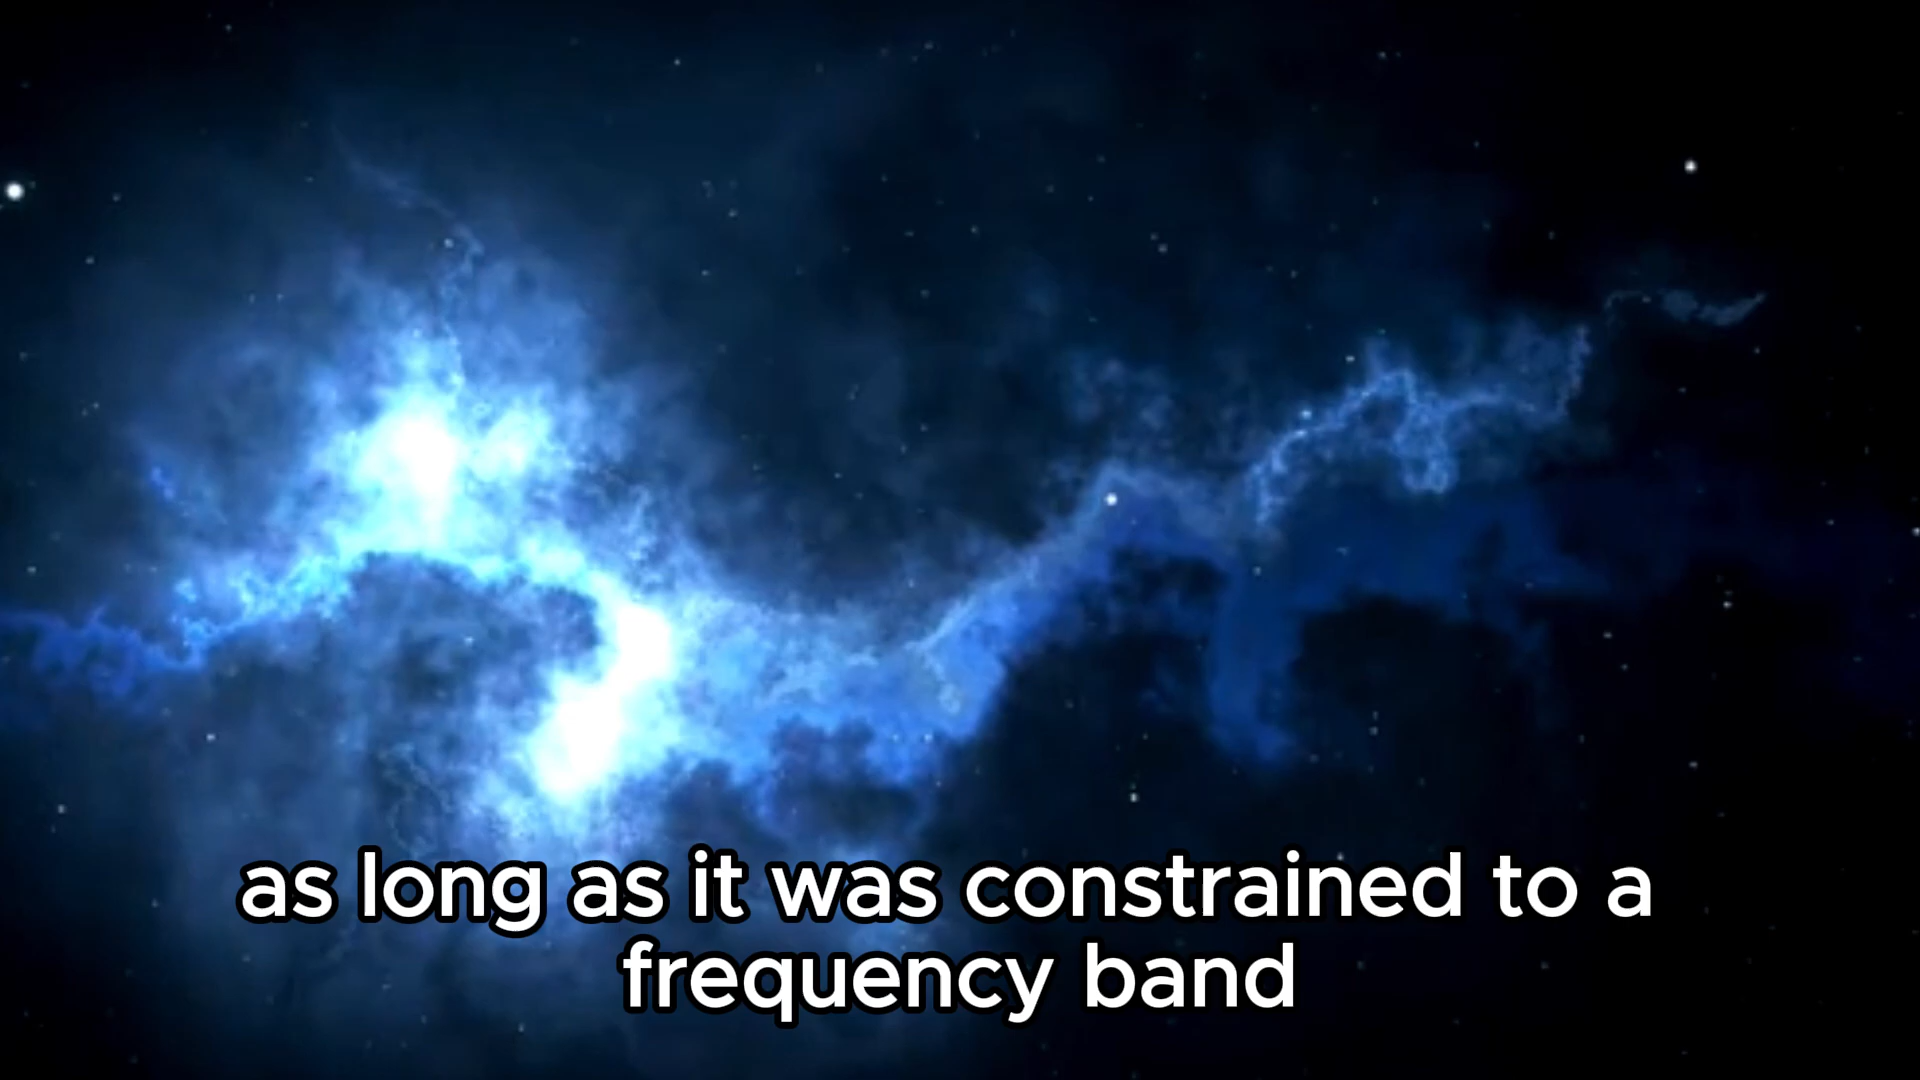 as long as it was constrained to a
frequency band